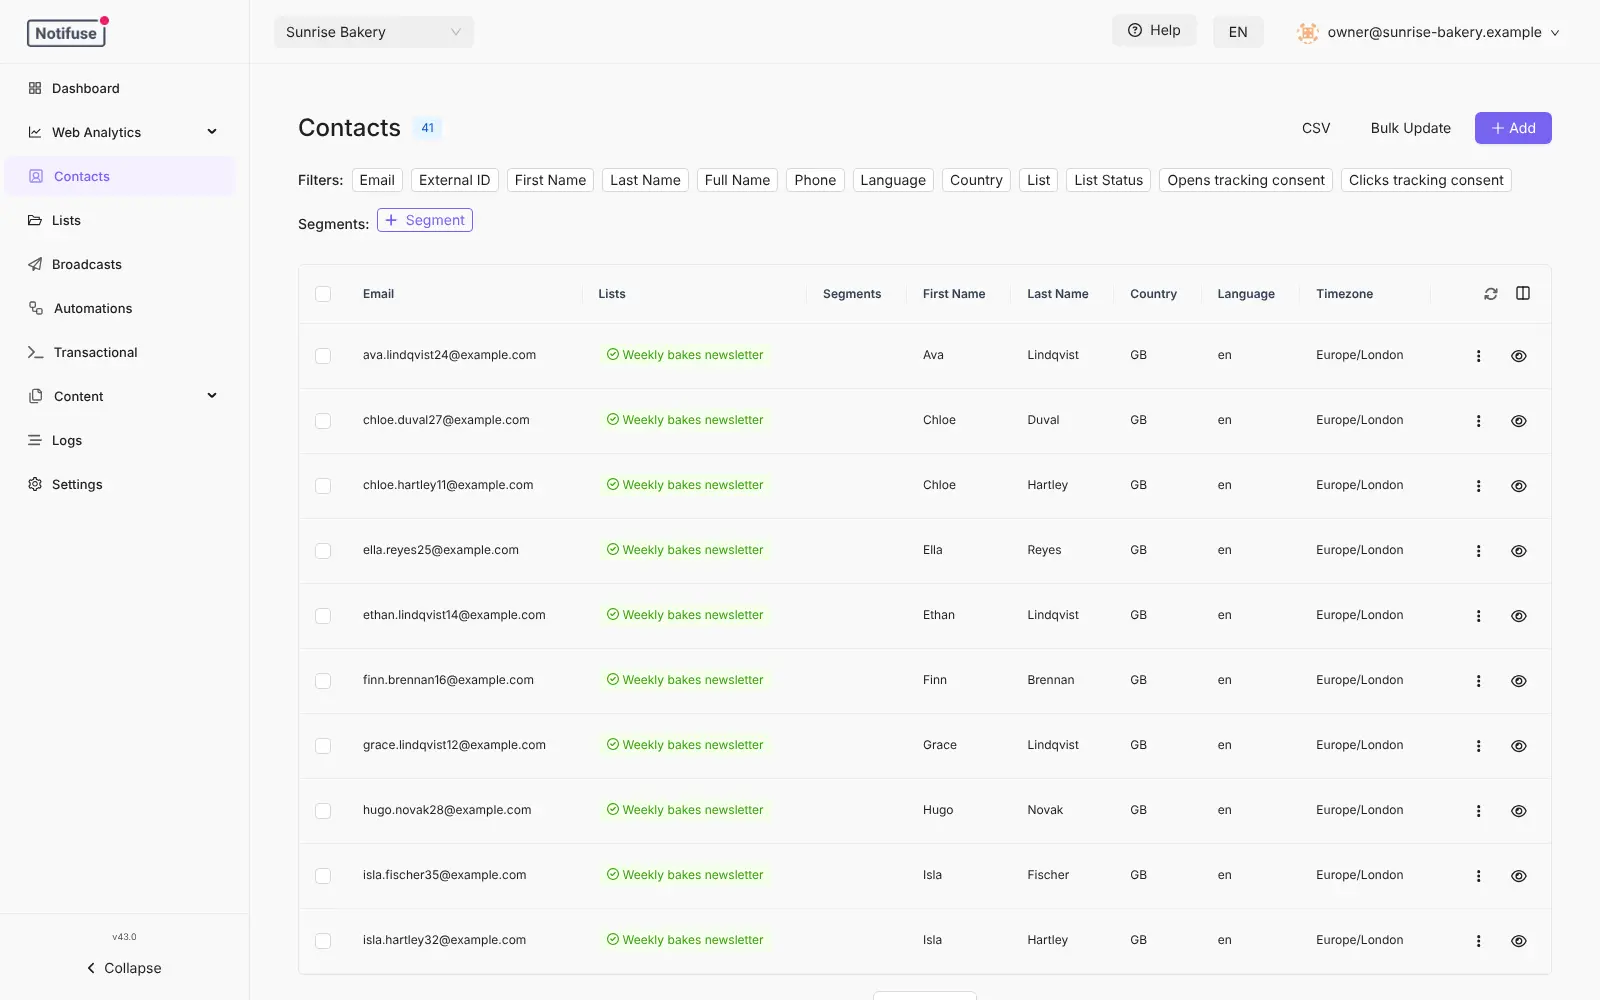 Notifuse
Sunrise Bakery
Help
EN
owner@sunrise-bakery.example
Dashboard
Web Analytics
Contacts
Lists
Broadcasts
Automations
Transactional
Content
Logs
Settings
v43.0
Collapse
Contacts 41
CSV
Bulk Update
Add
Filters: Email External ID First Name Last Name Full Name Phone Language Country List List Status Opens tracking consent Clicks tracking consent
Segments: Segment
Email Lists Segments First Name Last Name Country Language Timezone
ava.lindqvist24@example.com Weekly bakes newsletter Ava Lindqvist GB en Europe/London
chloe.duval27@example.com Weekly bakes newsletter Chloe Duval GB en Europe/London
chloe.hartley11@example.com Weekly bakes newsletter Chloe Hartley GB en Europe/London
ella.reyes25@example.com Weekly bakes newsletter Ella Reyes GB en Europe/London
ethan.lindqvist14@example.com Weekly bakes newsletter Ethan Lindqvist GB en Europe/London
finn.brennan16@example.com Weekly bakes newsletter Finn Brennan GB en Europe/London
grace.lindqvist12@example.com Weekly bakes newsletter Grace Lindqvist GB en Europe/London
hugo.novak28@example.com Weekly bakes newsletter Hugo Novak GB en Europe/London
isla.fischer35@example.com Weekly bakes newsletter Isla Fischer GB en Europe/London
isla.hartley32@example.com Weekly bakes newsletter Isla Hartley GB en Europe/London